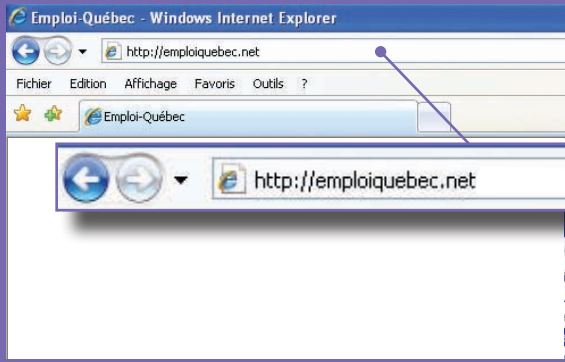 Emploi-Québec - Windows Internet Explorer
http://emploiquebec.net
Fichier Edition Affichage Favoris Outils ?
Emploi-Québec
http://emploiquebec.net